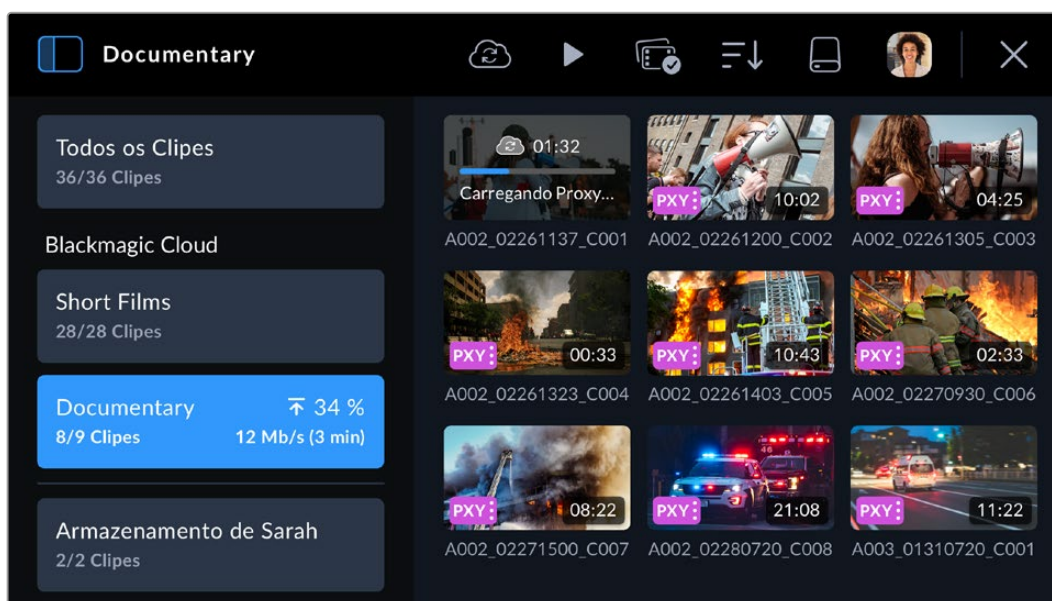 Documentary
Todos os Clipes
36/36 Clipes
Blackmagic Cloud
Short Films
28/28 Clipes
Documentary 34 %
8/9 Clipes 12 Mb/s (3 min)
Armazenamento de Sarah
2/2 Clipes
01:32
Carregando Proxy...
PXY 10:02
PXY 04:25
A002_02261137_C001 A002_02261200_C002 A002_02261305_C003
PXY 00:33 PXY 10:43 PXY 02:33
A002_02261323_C004 A002_02261403_C005 A002_02270930_C006
46
PXY 08:22 PXY 21:08 PXY 11:22
A002_02271500_C007 A002_02280720_C008 A003_01310720_C001